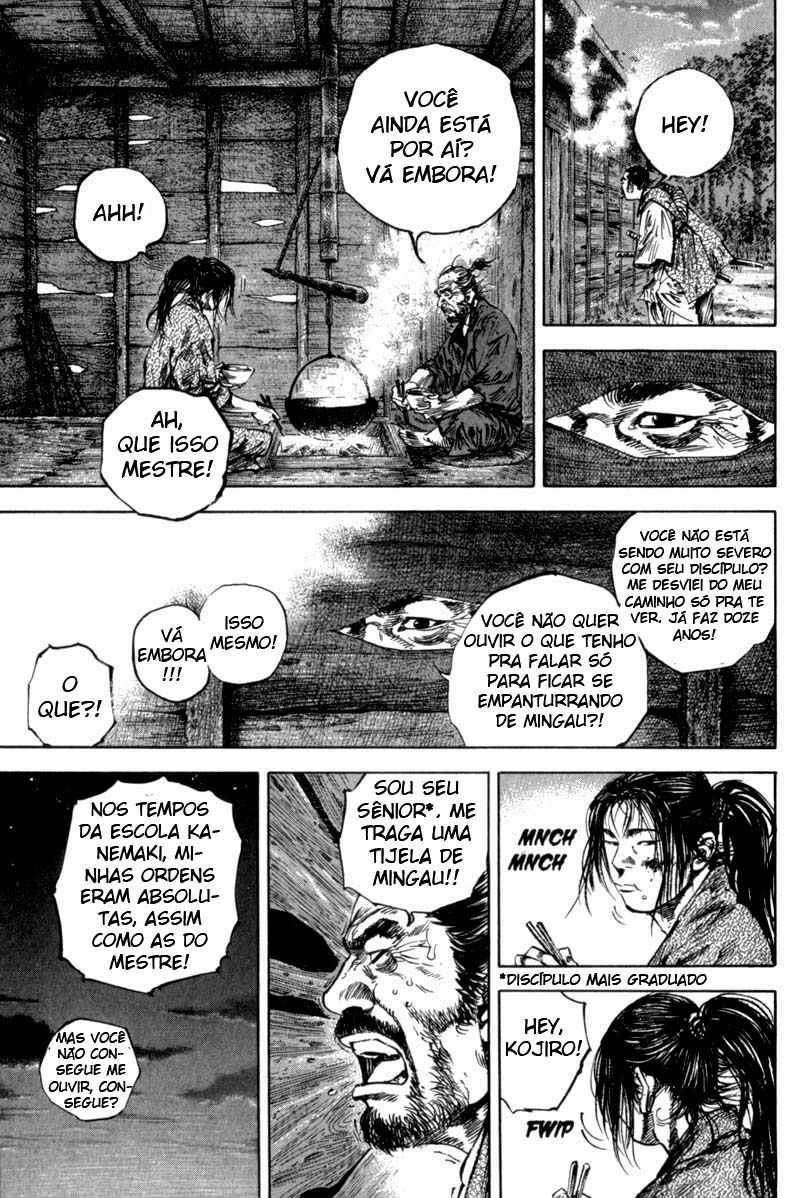 HEY!
VOCÊ
AINDA ESTÁ
POR AÍ?
VÁ EMBORA!
AHH!
AH,
QUE ISSO
MESTRE!
VOCÊ NÃO ESTÁ
SENDO MUITO SEVERO
COM SEU DISCÍPULO?
ME DESVIEI DO MEU
CAMINHO SÓ PRA TE
VER. JÁ FAZ DOZE
ANOS!
VOCÊ NÃO QUER
OUVIR O QUE TENHO
PRA FALAR SÓ
PARA FICAR SE
EMPANTURRANDO
DE MINGAU?!
ISSO
MESMO!
VÁ
EMBORA
!!!
O
QUE?!
MNCH
MNCH
*DISCÍPULO MAIS GRADUADO
HEY,
KOJIRO!
FWIP
SOU SEU
SÊNIOR*, ME
TRAGA UMA
TIJELA DE
MINGAU!!
NOS TEMPOS
DA ESCOLA KA-
NEMAKI, MI-
NHAS ORDENS
ERAM ABSOLU-
TAS, ASSIM
COMO AS DO
MESTRE!
MAS VOCÊ
NÃO CON-
SEGUE ME
OUVIR, CON-
SEGUE?